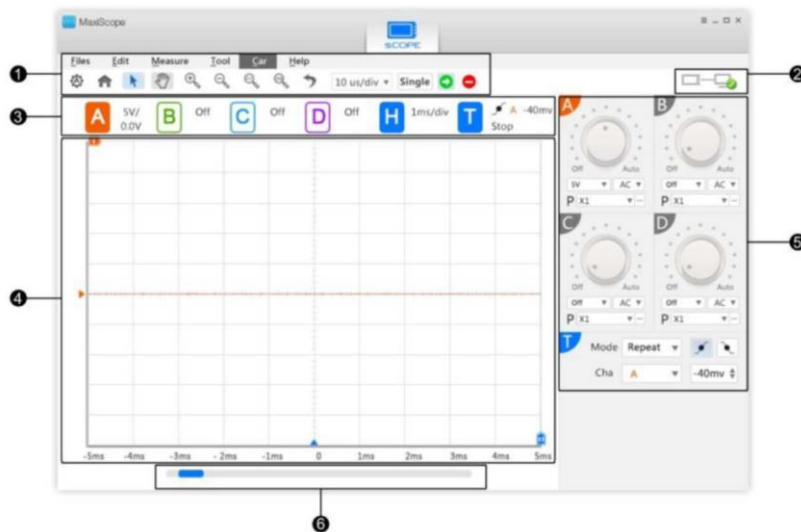 MaxiScope
SCOPE
Files Edit Measure Tool Car Help
10 us/div Single
A 5V/ 0.0V B Off C Off D Off H 1ms/div T A -40mv Stop
-5ms -4ms -3ms -2ms -1ms 0 1ms 2ms 3ms 4ms 5ms
A B
Off Auto Off Auto
5V AC Off AC
P X1 P X1
C D
Off Auto Off Auto
Off AC Off AC
P X1 P X1
T Mode Repeat
Cha A -40mv
1
2
3
4
5
6